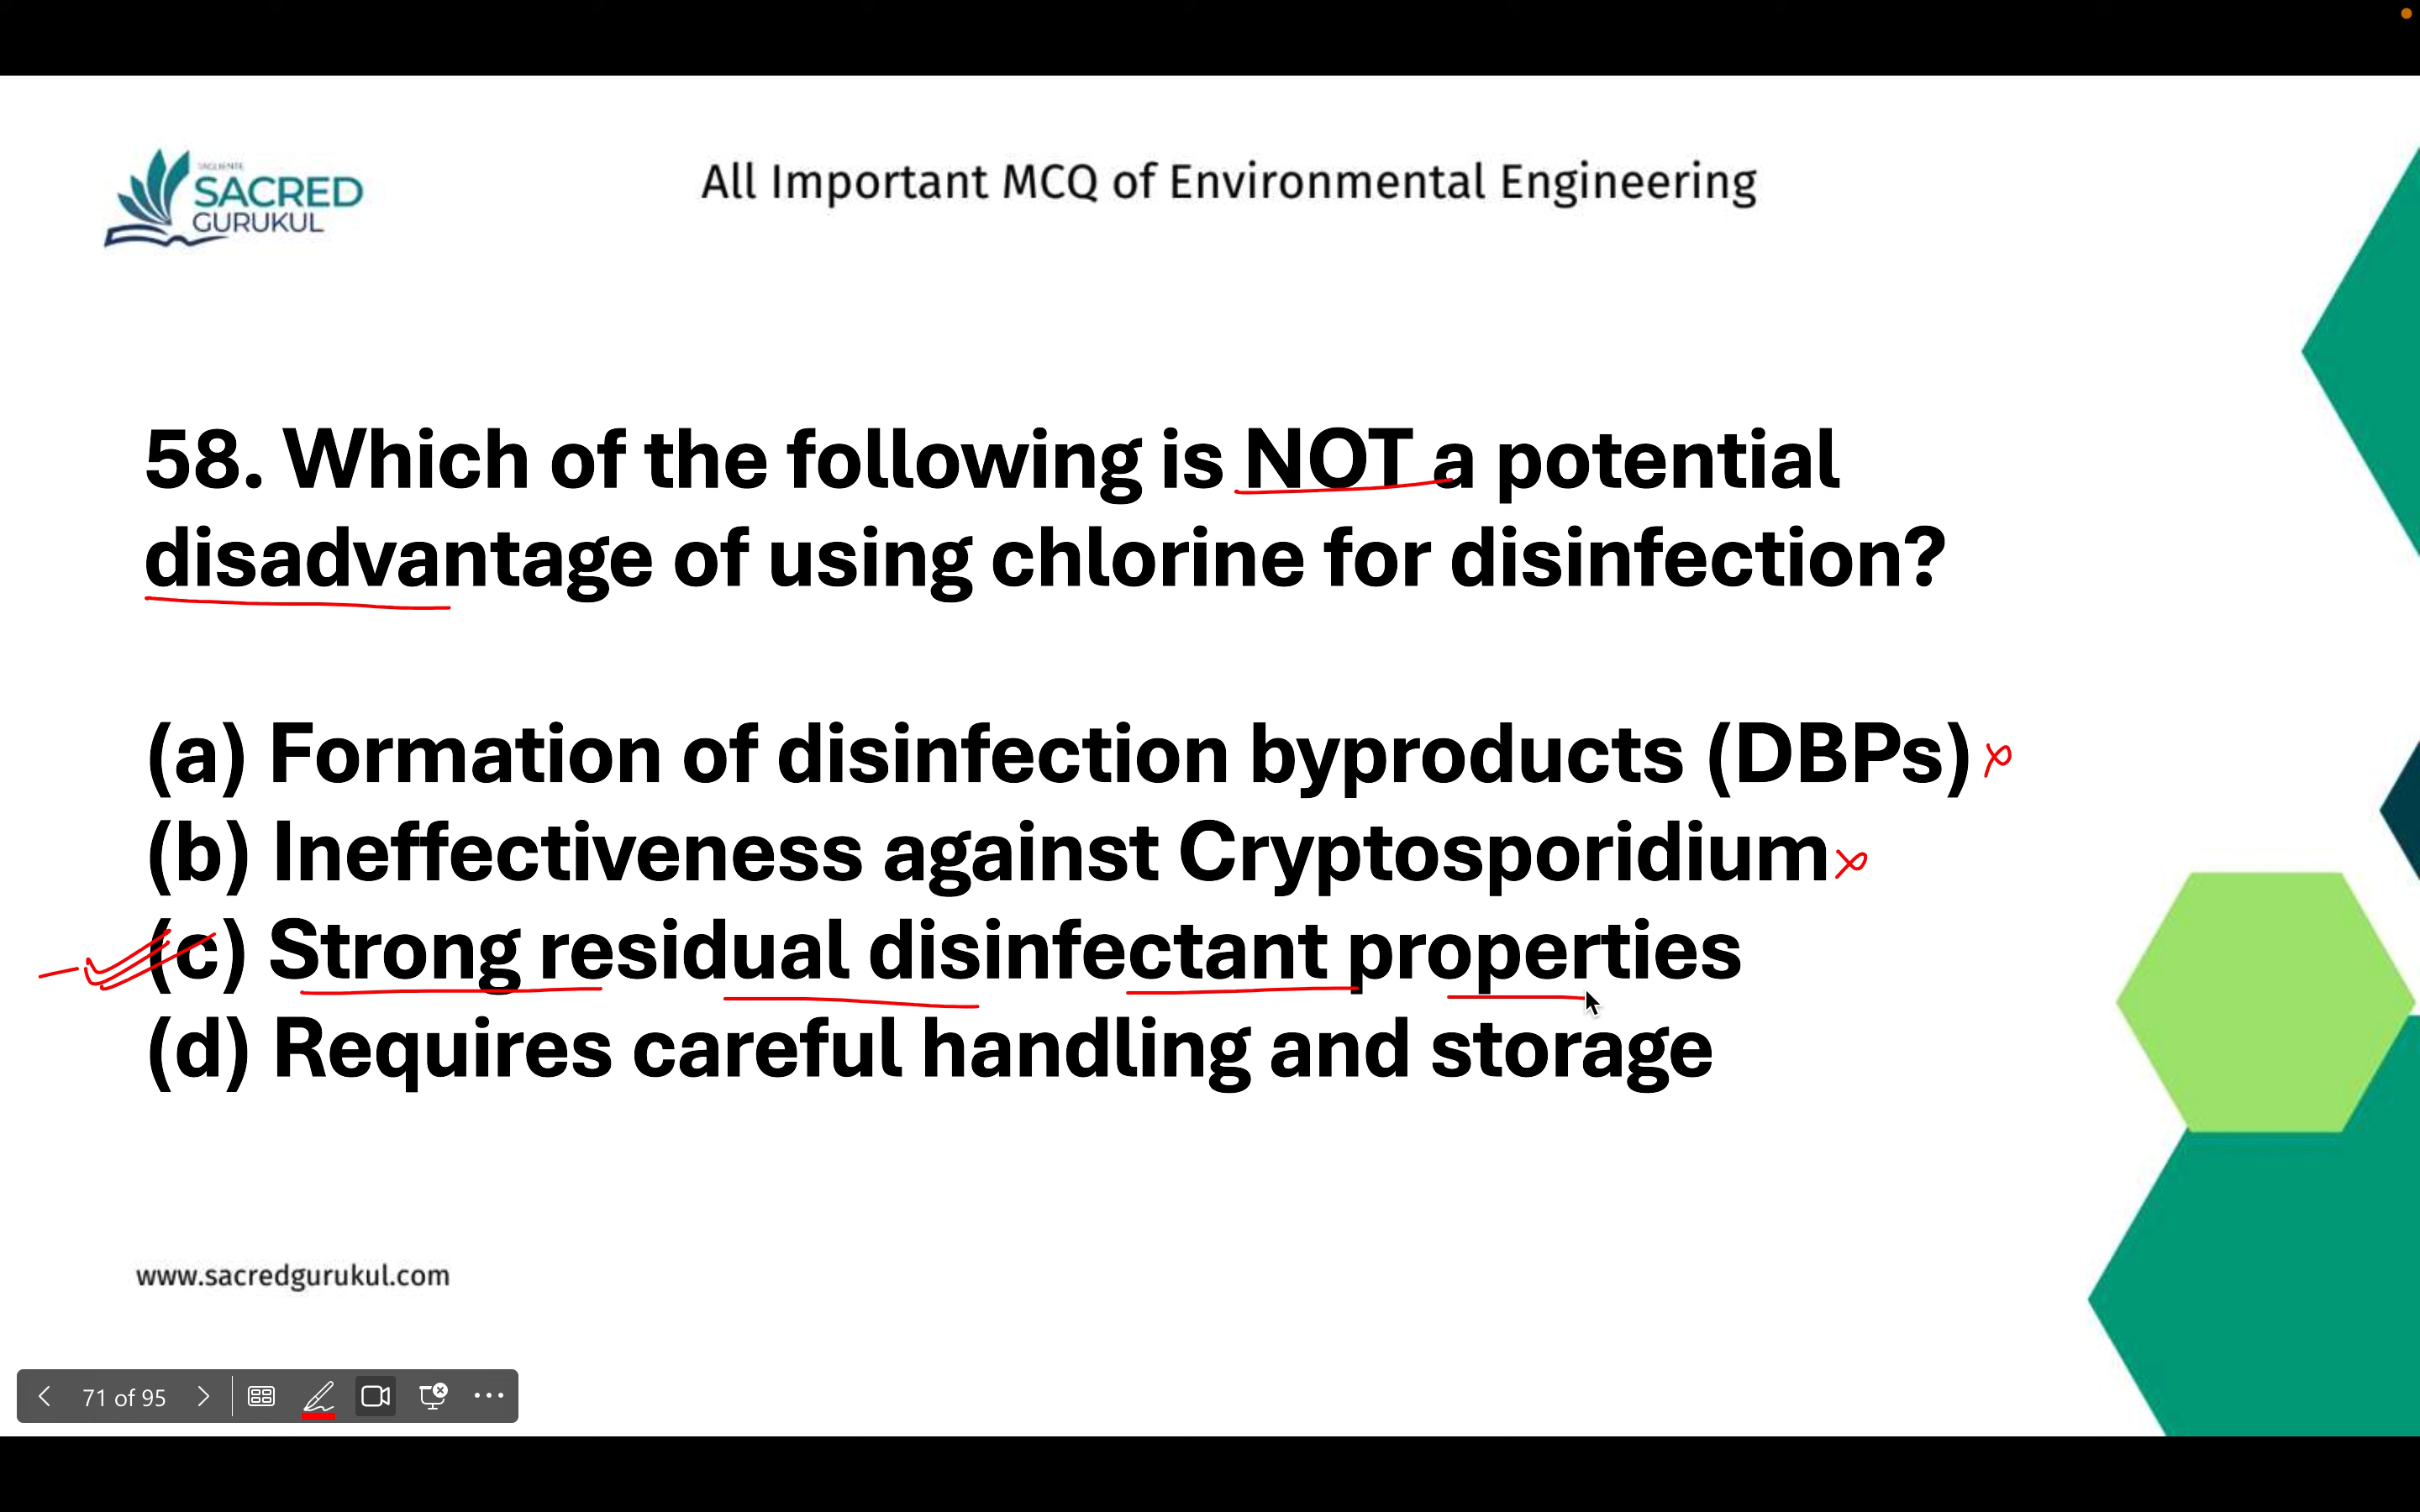 TAGLIENTE
SACRED
GURUKUL
All Important MCQ of Environmental Engineering
58. Which of the following is NOT a potential
disadvantage of using chlorine for disinfection?
(a) Formation of disinfection byproducts (DBPs)
(b) Ineffectiveness against Cryptosporidium
(c) Strong residual disinfectant properties
(d) Requires careful handling and storage
www.sacredgurukul.com
71 of 95